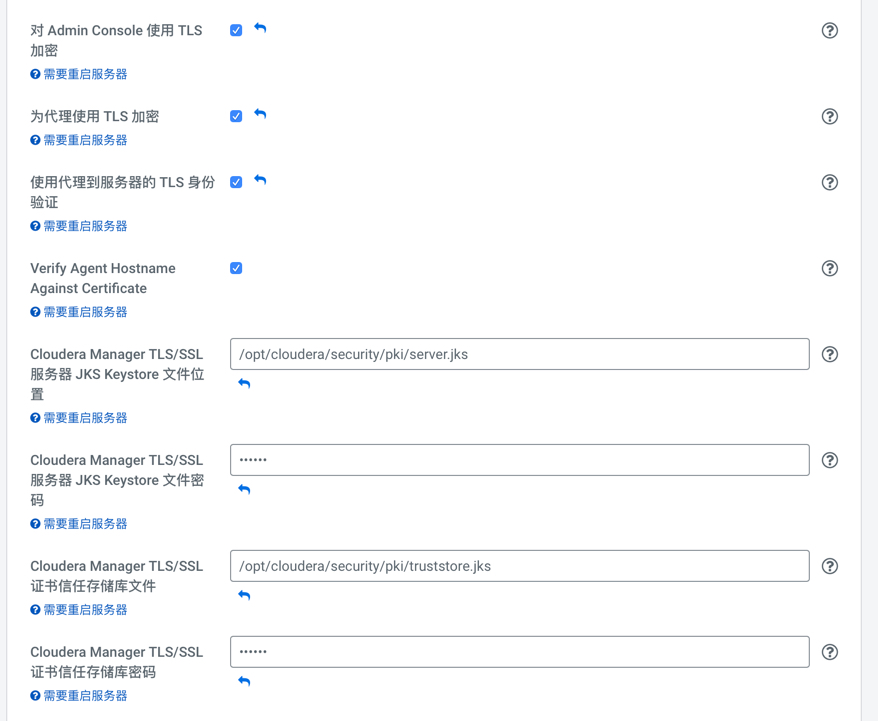 对 Admin Console 使用 TLS
加密
需要重启服务器
为代理使用 TLS 加密
需要重启服务器
使用代理到服务器的 TLS 身份
验证
需要重启服务器
Verify Agent Hostname
Against Certificate
需要重启服务器
Cloudera Manager TLS/SSL
服务器 JKS Keystore 文件位
置
/opt/cloudera/security/pki/server.jks
需要重启服务器
Cloudera Manager TLS/SSL
服务器 JKS Keystore 文件密
码
••••••
需要重启服务器
Cloudera Manager TLS/SSL
证书信任存储库文件
/opt/cloudera/security/pki/truststore.jks
需要重启服务器
Cloudera Manager TLS/SSL
证书信任存储库密码
••••••
需要重启服务器